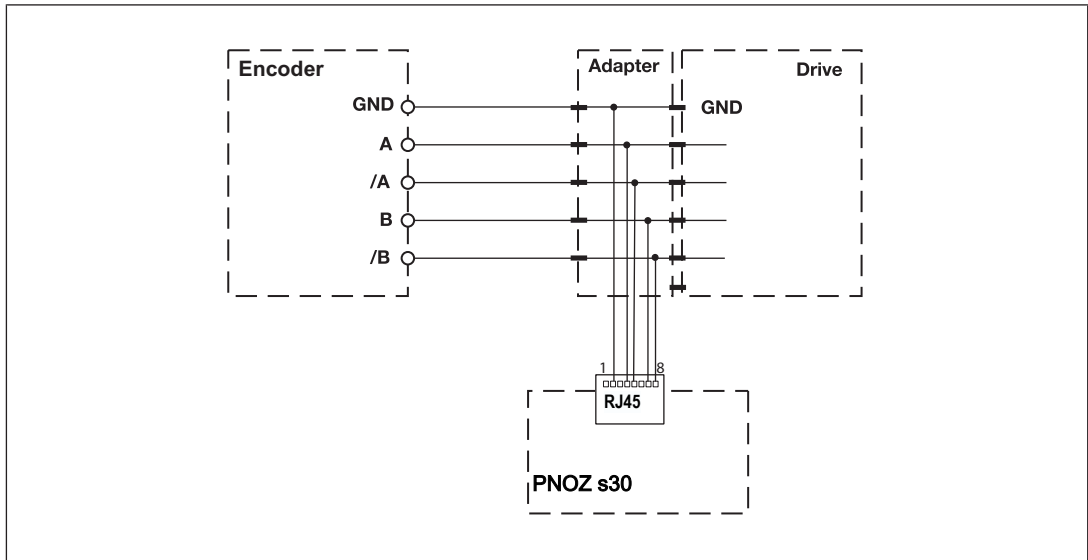 Encoder
Adapter
Drive
GND
GND
A
/A
B
/B
1
8
RJ45
PNOZ s30